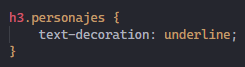 h3.personajes {
    text-decoration: underline;
}